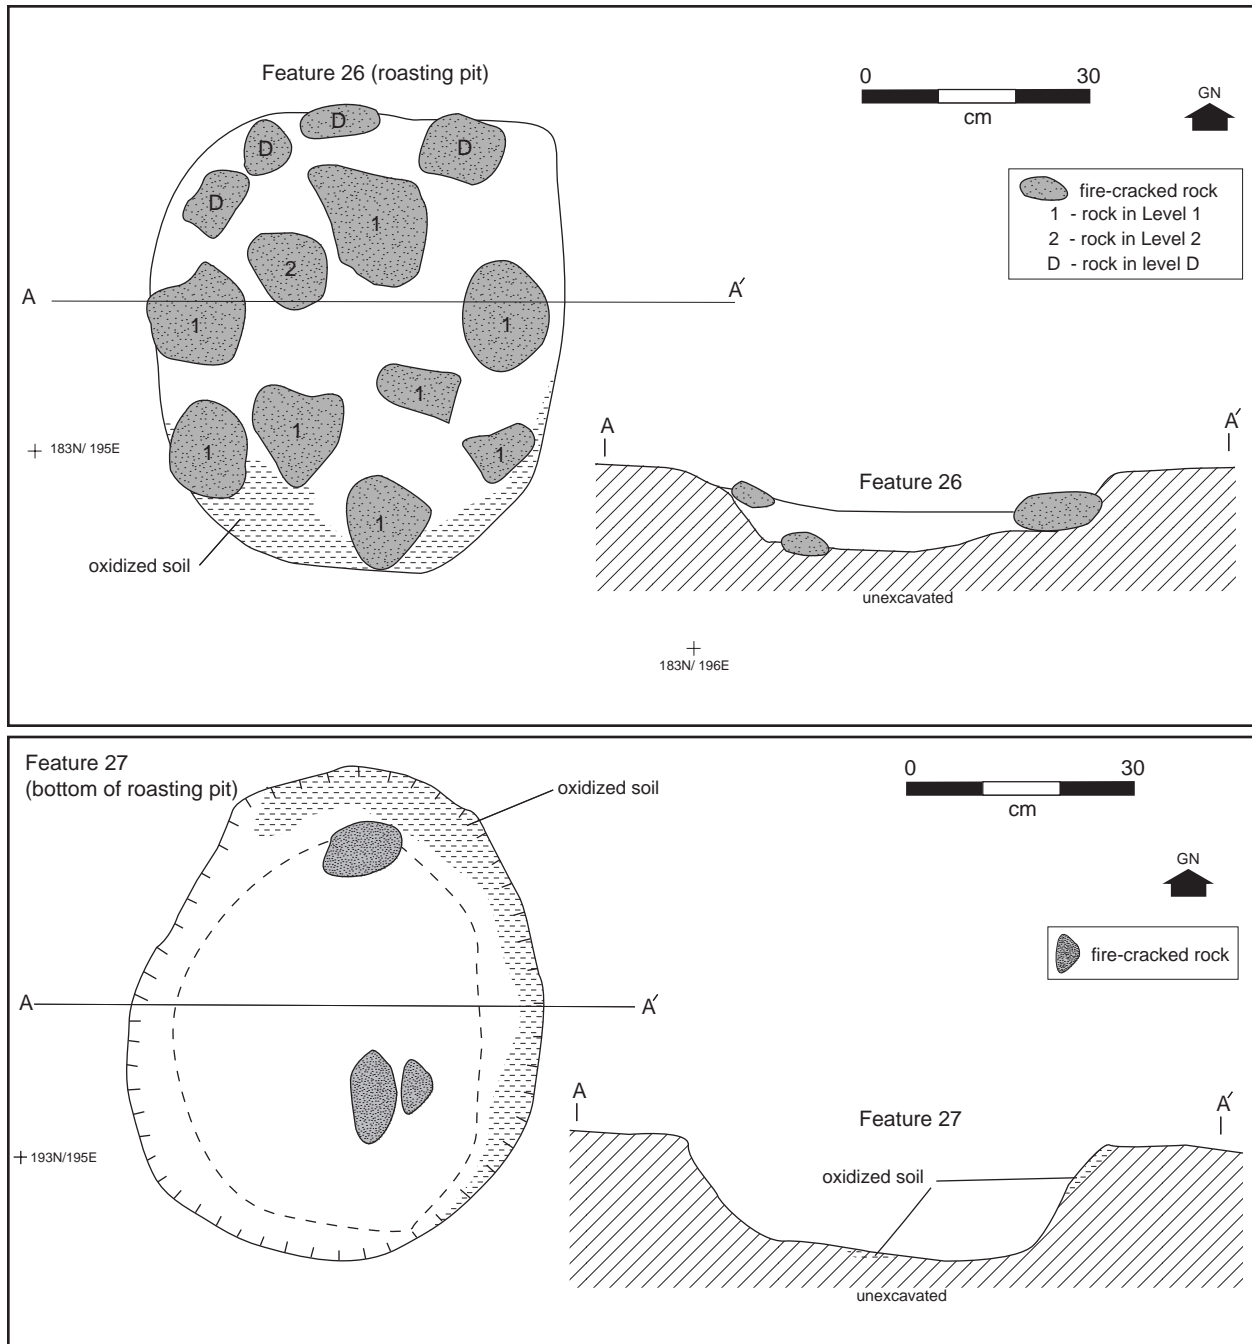 Feature 26 (roasting pit)
0 30
cm
GN
fire-cracked rock
1 - rock in Level 1
2 - rock in Level 2
D - rock in level D
D
D
D
D
1
2
A A′
1
1
1
1
1
1
1
183N/ 195E
oxidized soil
A A′
Feature 26
unexcavated
183N/ 196E
Feature 27
(bottom of roasting pit)
oxidized soil
0 30
cm
GN
fire-cracked rock
A A′
193N/195E
A A′
Feature 27
oxidized soil
unexcavated